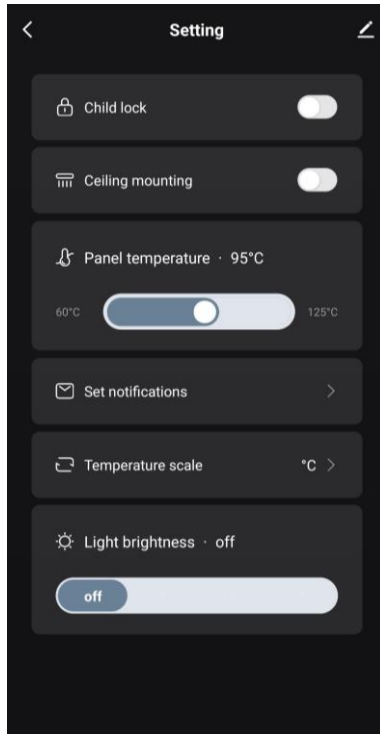 Setting
Child lock
Ceiling mounting
Panel temperature · 95°C
60°C 125°C
Set notifications
Temperature scale °C
Light brightness · off
off